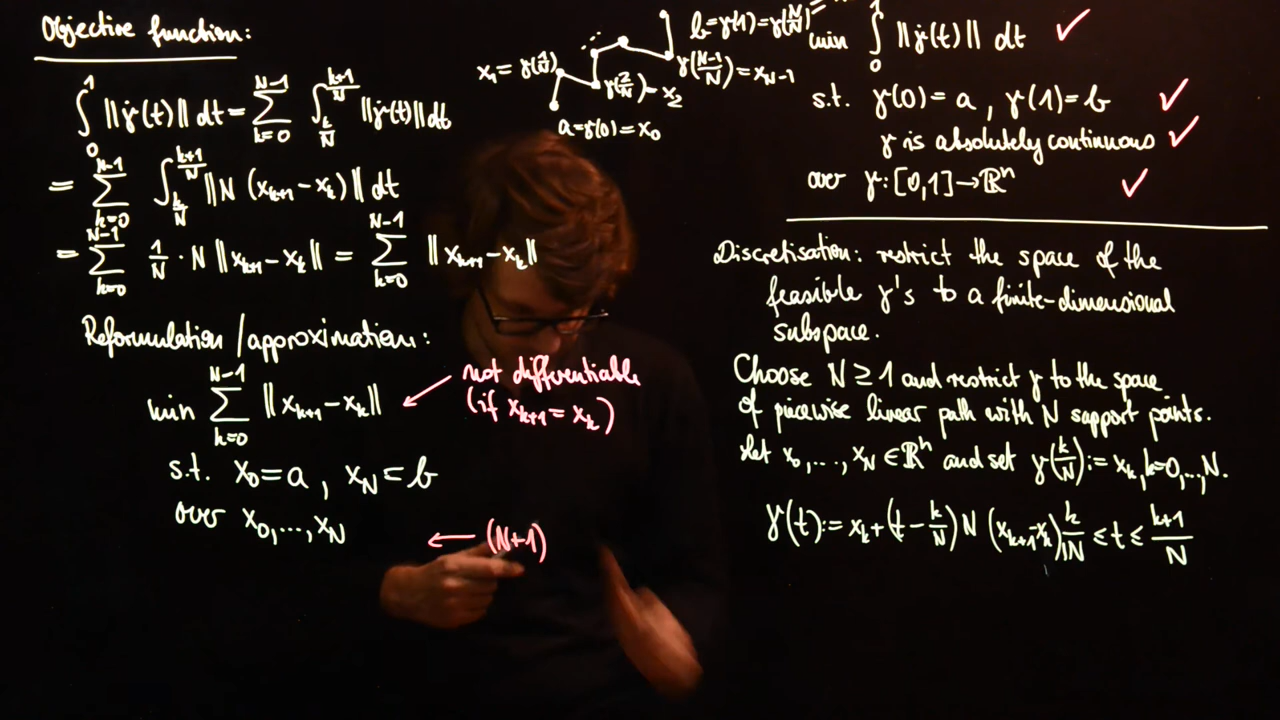 Objective function:
∫₀¹ ||γ̇(t)|| dt = ∑_{k=0}^{N-1} ∫_{k/N}^{(k+1)/N} ||γ̇(t)|| dt
= ∑_{k=0}^{N-1} ∫_{k/N}^{(k+1)/N} ||N (x_{k+1} - x_k)|| dt
= ∑_{k=0}^{N-1} 1/N · N ||x_{k+1} - x_k|| = ∑_{k=0}^{N-1} ||x_{k+1} - x_k||
Reformulation/approximation:
min ∑_{k=0}^{N-1} ||x_{k+1} - x_k||
not differentiable
(if x_{k+1} = x_k)
s.t. x_0 = a, x_N = b
over x_0, ..., x_N
← (N+1)
b = γ(1) = γ(N/N) =
x_1 = γ(1/N)
γ(2/N) - x_2
γ((N-1)/N) = x_{N-1}
a = γ(0) = x_0
min ∫₀¹ ||γ̇(t)|| dt ✓
s.t. γ(0) = a, γ(1) = b ✓
γ is absolutely continuous ✓
over γ: [0,1] → ℝⁿ ✓
Discretisation: restrict the space of the
feasible γ's to a finite-dimensional
subspace.
Choose N ≥ 1 and restrict γ to the space
of piecewise linear path with N support points.
Let x_0, ..., x_N ∈ ℝⁿ and set γ(k/N) := x_k, k=0,...,N.
γ(t) := x_k + (t - k/N) N (x_{k+1} - x_k), k/N ≤ t ≤ (k+1)/N